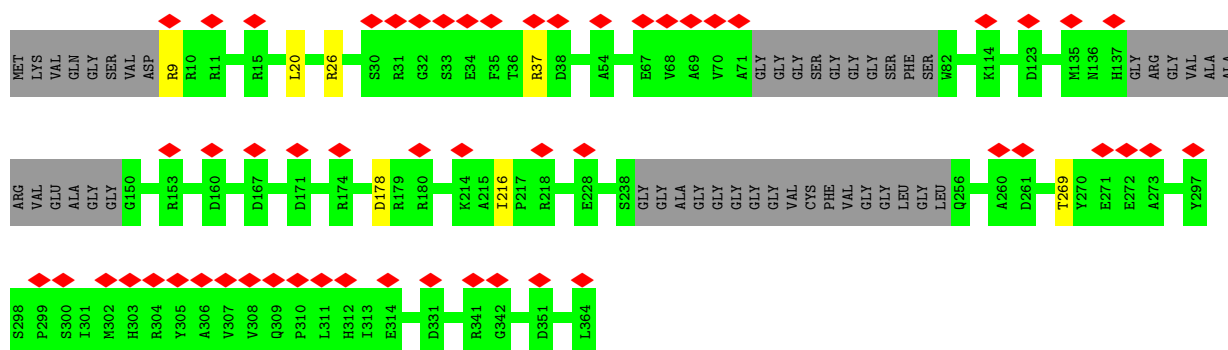 MET LYS VAL GLN GLY SER VAL ASP R9 R10 R11 R15 L20 R26 S30 R31 G32 S33 E34 F35 T36 R37 D38 A54 E67 V68 A69 V70 A71 GLY GLY GLY SER GLY GLY GLY SER PHE SER W82 K114 D123 M135 N136 H137 GLY ARG GLY VAL ALA ALA
ARG VAL GLU ALA GLY GLY G150 R153 D160 D167 D171 R174 D178 R179 R180 K214 A215 I216 P217 R218 E228 S238 GLY GLY ALA GLY GLY GLY GLY GLY VAL CYS PHE VAL GLY GLY LEU GLY LEU Q256 A260 D261 T269 Y270 E271 E272 A273 Y297
S298 P299 S300 I301 M302 H303 R304 Y305 A306 V307 V308 Q309 P310 L311 H312 I313 E314 D331 R341 G342 D351 L364